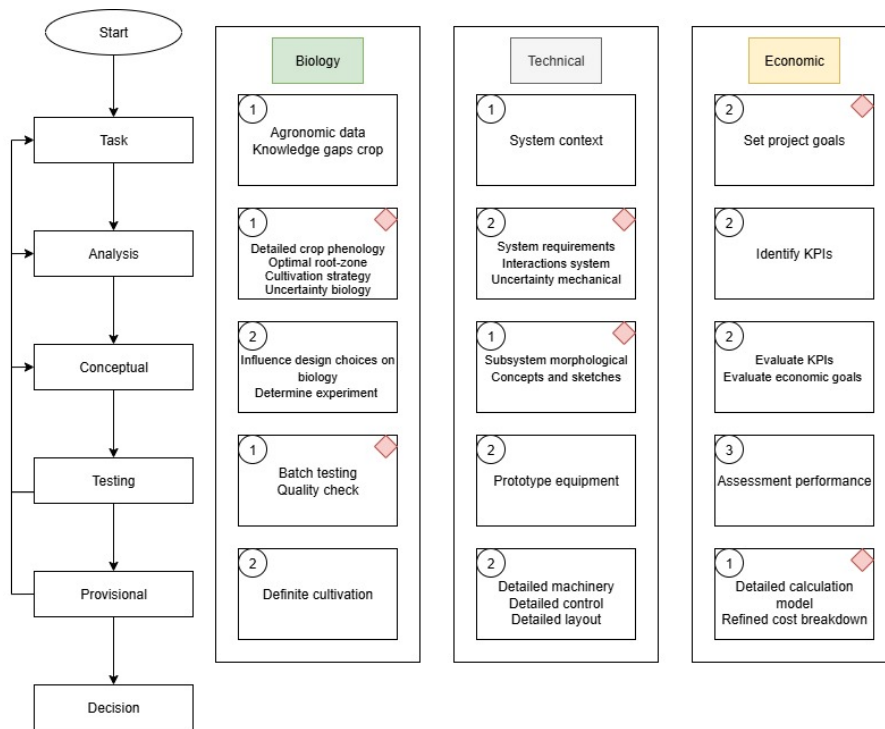 Start
Task
Analysis
Conceptual
Testing
Provisional
Decision
Biology
1
Agronomic data
Knowledge gaps crop
1
Detailed crop phenology
Optimal root-zone
Cultivation strategy
Uncertainty biology
2
Influence design choices on
biology
Determine experiment
1
Batch testing
Quality check
2
Definite cultivation
Technical
1
System context
2
System requirements
Interactions system
Uncertainty mechanical
1
Subsystem morphological
Concepts and sketches
2
Prototype equipment
2
Detailed machinery
Detailed control
Detailed layout
Economic
2
Set project goals
2
Identify KPIs
2
Evaluate KPIs
Evaluate economic goals
3
Assessment performance
1
Detailed calculation
model
Refined cost breakdown